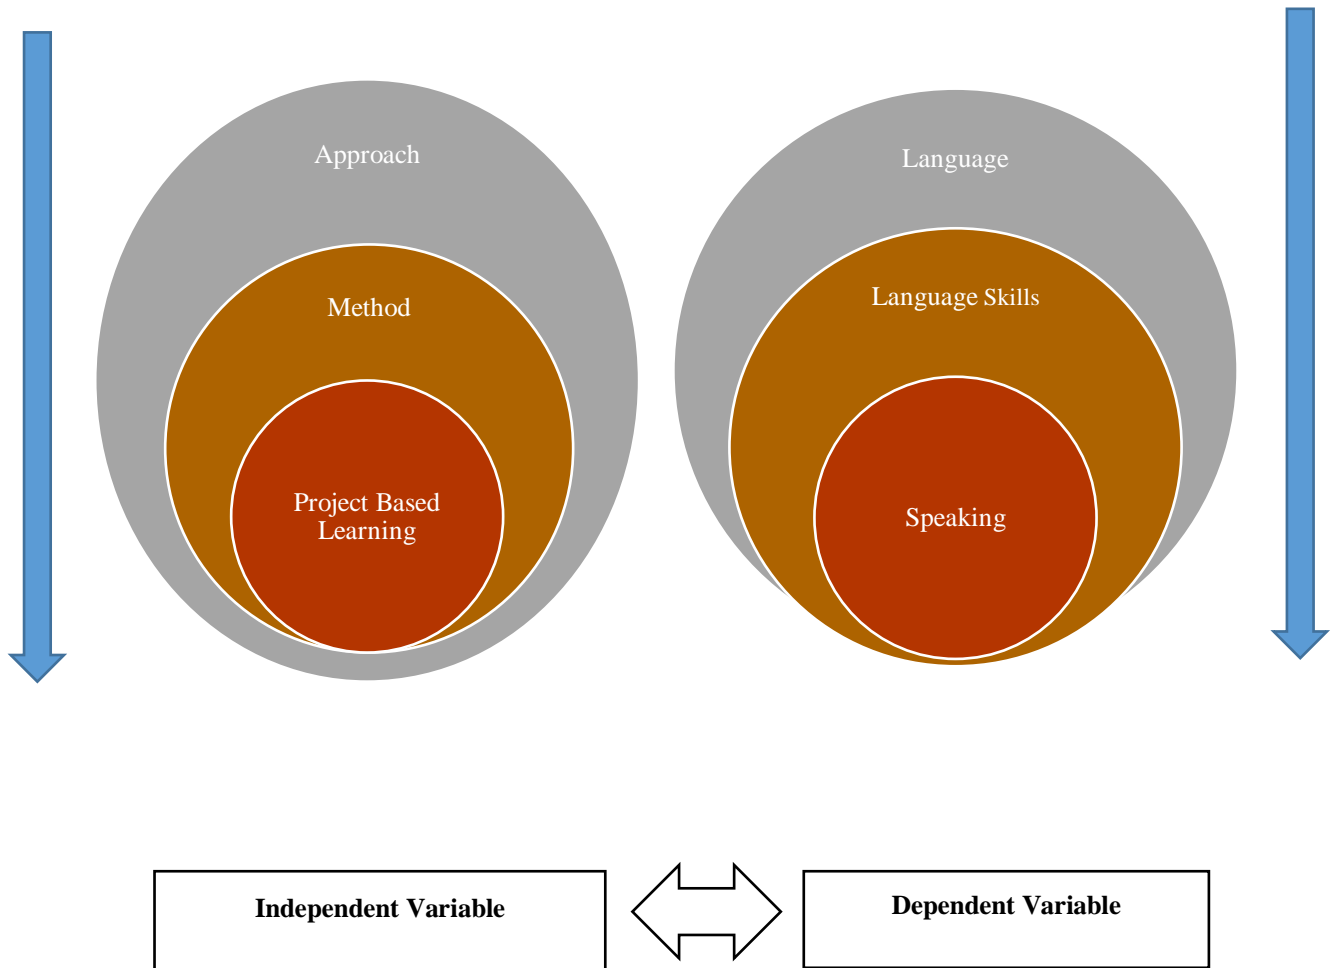 Approach
Method
Project Based
Learning
Language
Language Skills
Speaking
Independent Variable
Dependent Variable